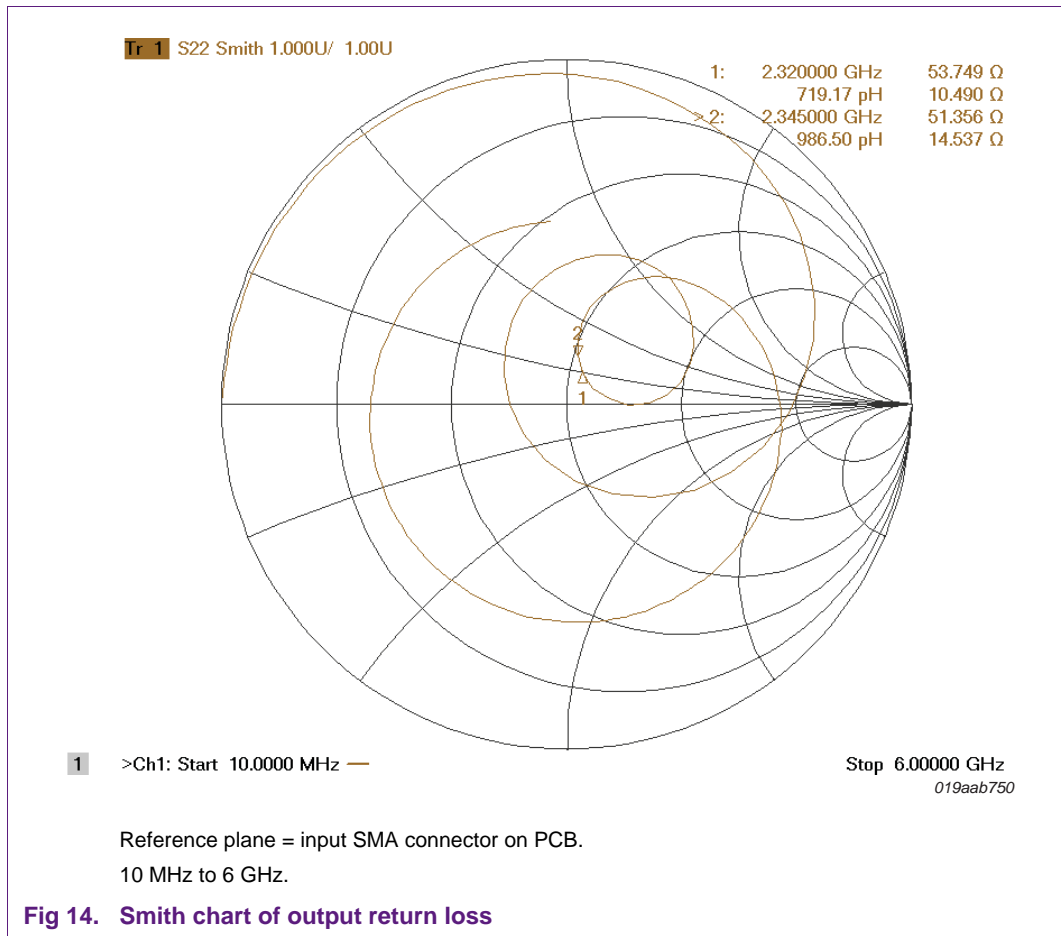 Tr 1 S22 Smith 1.000U/ 1.00U
1: 2.320000 GHz 53.749 Ω
719.17 pH 10.490 Ω
>2: 2.345000 GHz 51.356 Ω
986.50 pH 14.537 Ω
2
1
1 >Ch1: Start 10.0000 MHz — Stop 6.00000 GHz
019aab750
Reference plane = input SMA connector on PCB.
10 MHz to 6 GHz.
Fig 14. Smith chart of output return loss